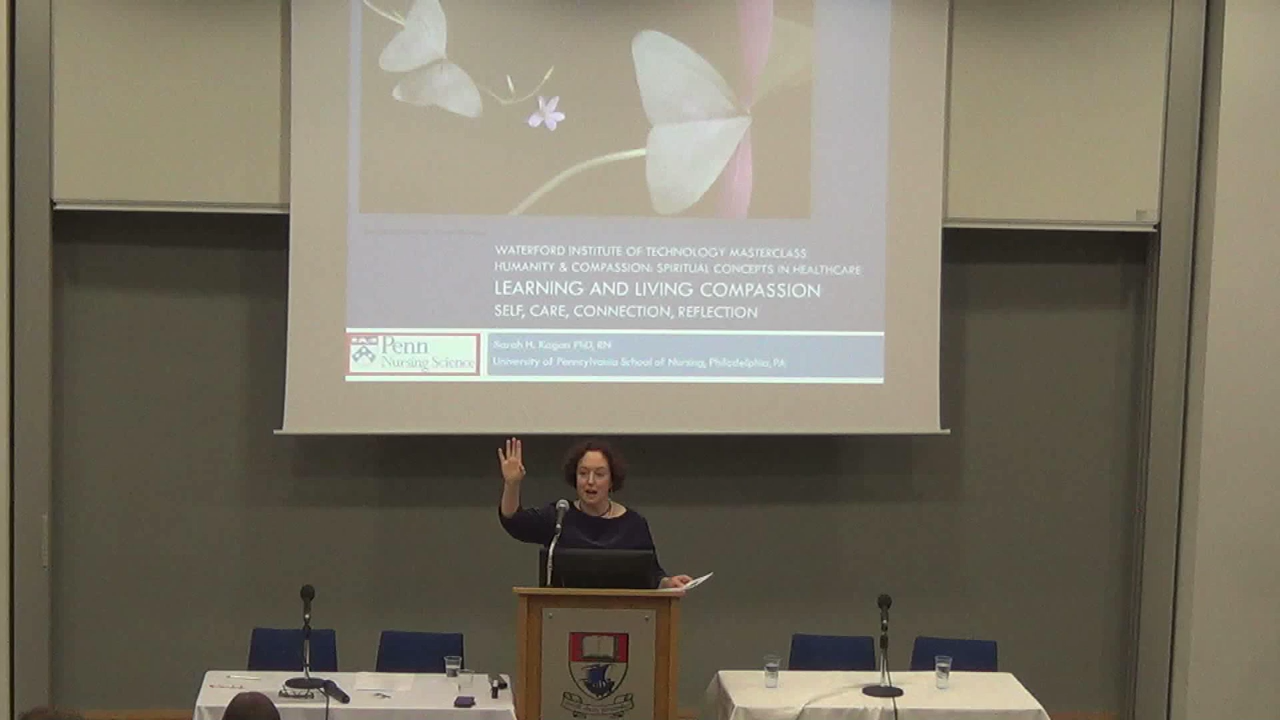 WATERFORD INSTITUTE OF TECHNOLOGY MASTERCLASS
HUMANITY & COMPASSION: SPIRITUAL CONCEPTS IN HEALTHCARE
LEARNING AND LIVING COMPASSION
SELF, CARE, CONNECTION, REFLECTION
Penn
Nursing Science
Sarah H. Kagan PhD, RN
University of Pennsylvania School of Nursing, Philadelphia, PA